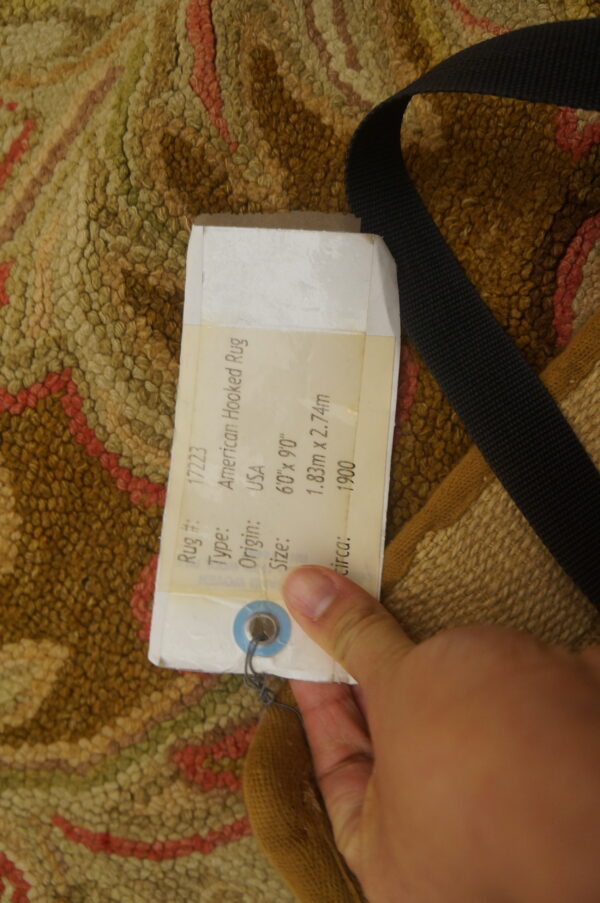 Rug #: 17223
Type: American Hooked Rug
Origin: USA
Size: 6'0" x 9'0"
1.83m x 2.74m
circa: 1900